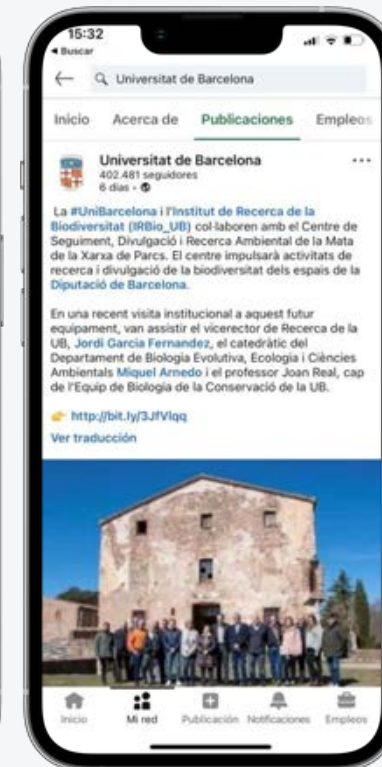 15:32
Buscar
Universitat de Barcelona
Inicio Acerca de Publicaciones Empleos
Universitat de Barcelona
402.481 seguidores
6 días •
La #UniBarcelona i l'Institut de Recerca de la
Biodiversitat (IRBio_UB) col·laboren amb el Centre de
Seguiment, Divulgació i Recerca Ambiental de la Mata
de la Xarxa de Parcs. El centre impulsarà activitats de
recerca i divulgació de la biodiversitat dels espais de la
Diputació de Barcelona.
En una recent visita institucional a aquest futur
equipament, van assistir el vicerector de Recerca de la
UB, Jordi Garcia Fernandez, el catedràtic del
Departament de Biologia Evolutiva, Ecologia i Ciències
Ambientals Miquel Arnedo i el professor Joan Real, cap
de l'Equip de Biologia de la Conservació de la UB.
http://bit.ly/3JfVlqq
Ver traducción
Inicio Mi red Publicación Notificaciones Empleos